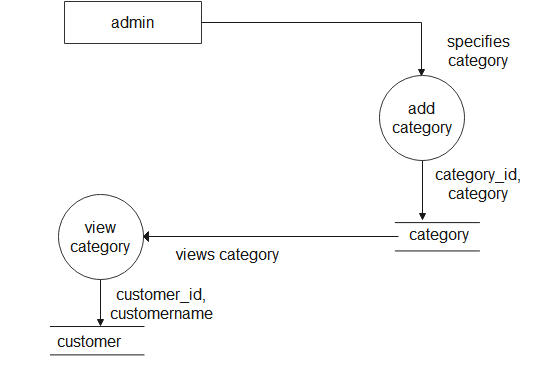 admin
specifies
category
add
category
category_id,
category
category
views category
view
category
customer_id,
customername
customer